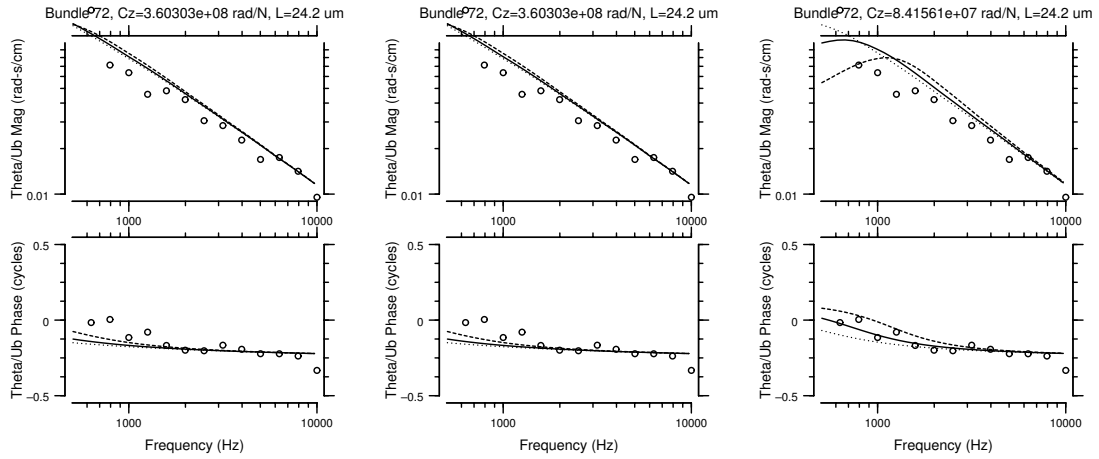 Bundle 72, Cz=3.60303e+08 rad/N, L=24.2 um
Theta/Ub Mag (rad-s/cm)
0.01
1000
10000
Theta/Ub Phase (cycles)
0.5
0
−0.5
1000
10000
Frequency (Hz)
Bundle 72, Cz=3.60303e+08 rad/N, L=24.2 um
Theta/Ub Mag (rad-s/cm)
0.01
1000
10000
Theta/Ub Phase (cycles)
0.5
0
−0.5
1000
10000
Frequency (Hz)
Bundle 72, Cz=8.41561e+07 rad/N, L=24.2 um
Theta/Ub Mag (rad-s/cm)
0.01
1000
10000
Theta/Ub Phase (cycles)
0.5
0
−0.5
1000
10000
Frequency (Hz)